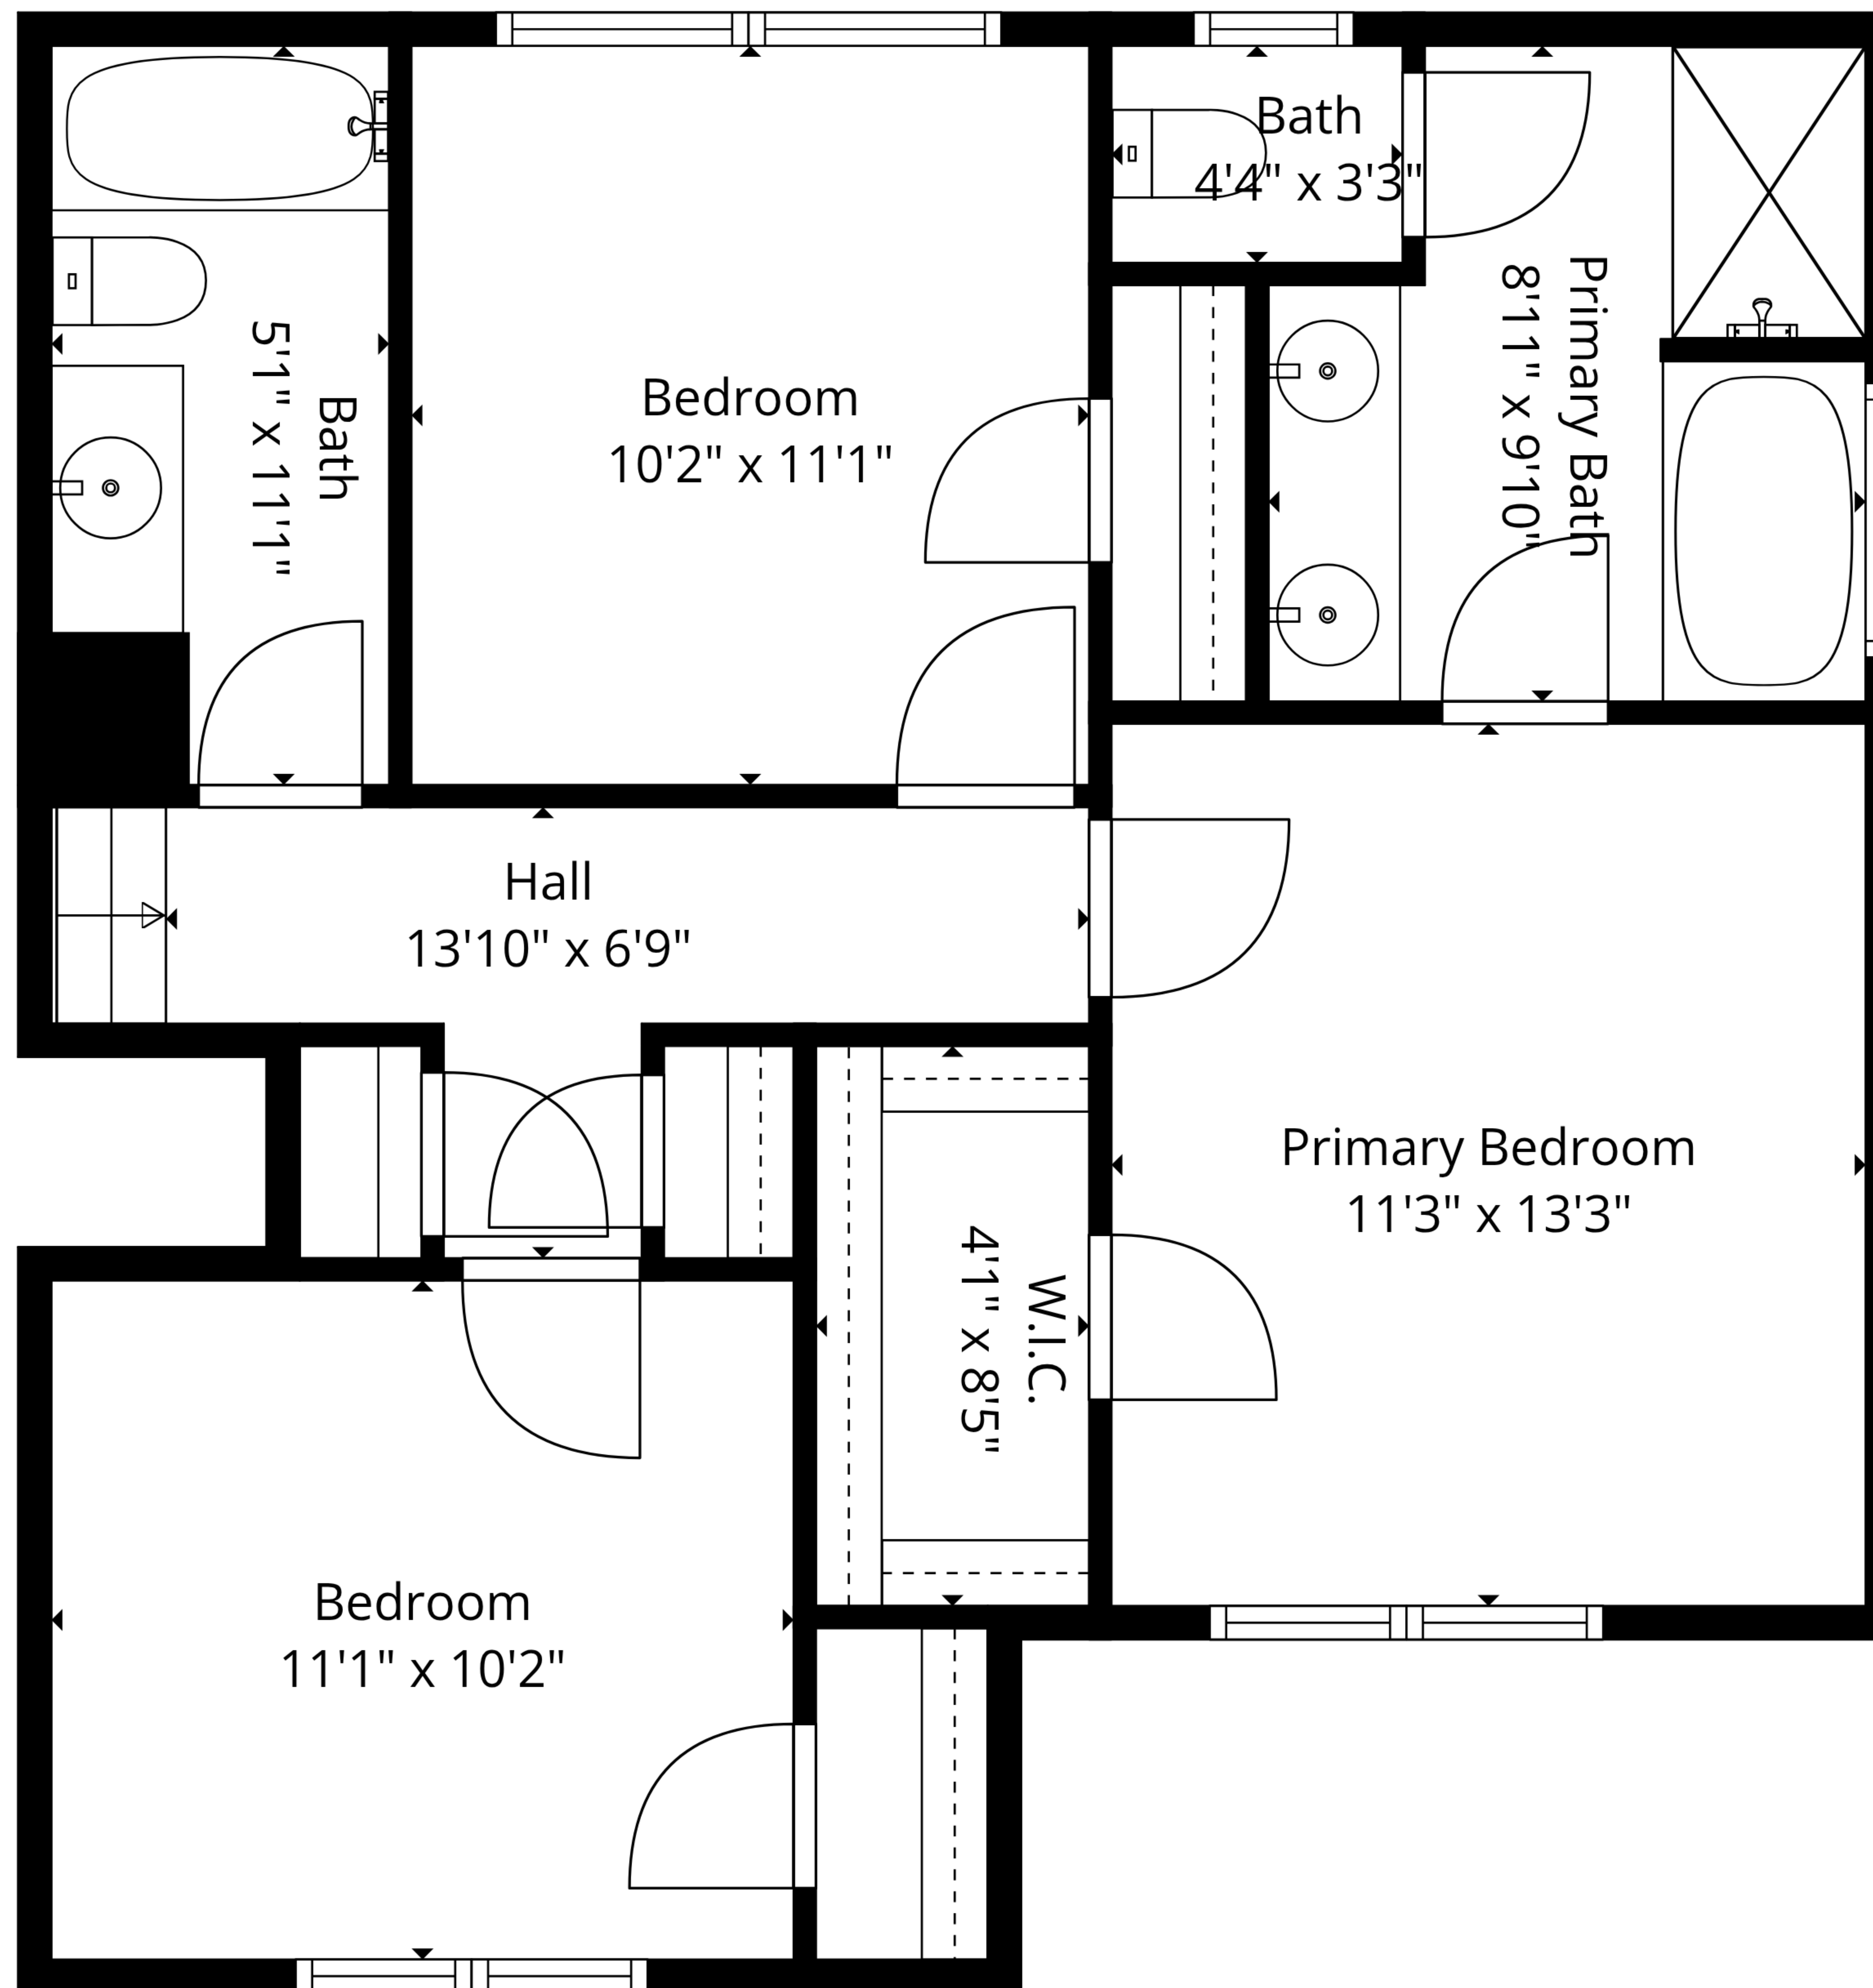 Bath
4'4" x 3'3"
Primary Bath
8'11" x 9'10"
Bath
5'1" x 11'1"
Bedroom
10'2" x 11'1"
Hall
13'10" x 6'9"
Primary Bedroom
11'3" x 13'3"
W.I.C.
4'1" x 8'5"
Bedroom
11'1" x 10'2"